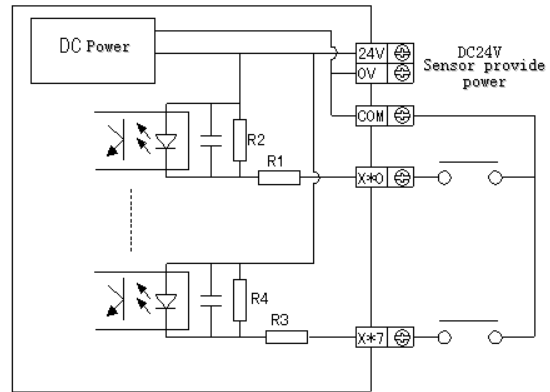 DC Power
24V
0V
DC24V
Sensor provide
power
COM
R2
R1
X*0
R4
R3
X*7